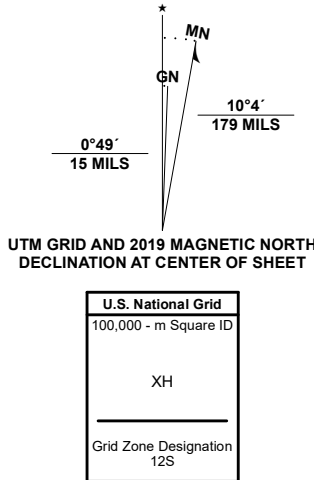 MN
GN
0°49´
15 MILS
10°4´
179 MILS
UTM GRID AND 2019 MAGNETIC NORTH
DECLINATION AT CENTER OF SHEET
U.S. National Grid
100,000 - m Square ID
XH
Grid Zone Designation
12S